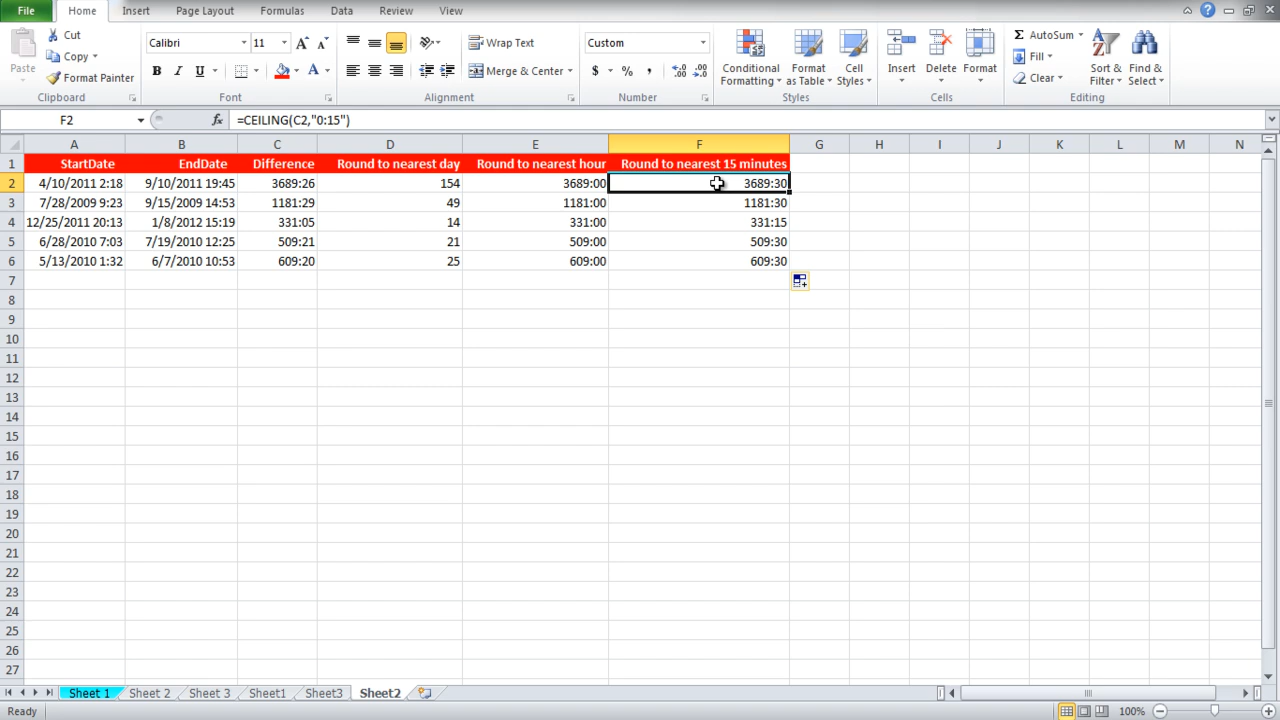 File Home Insert Page Layout Formulas Data Review View
Paste Cut Copy Format Painter Clipboard
Calibri 11 A A B I U A Font
Wrap Text Merge & Center Alignment
Custom $ % , .0 .00 .00 .0 Number
Conditional Formatting Format as Table Cell Styles Styles
Insert Delete Format Cells
Σ AutoSum Fill Clear Sort & Filter Find & Select Editing
F2 fx =CEILING(C2,"0:15")
A B C D E F G H I J K L M N
1 StartDate EndDate Difference Round to nearest day Round to nearest hour Round to nearest 15 minutes
2 4/10/2011 2:18 9/10/2011 19:45 3689:26 154 3689:00 3689:30
3 7/28/2009 9:23 9/15/2009 14:53 1181:29 49 1181:00 1181:30
4 12/25/2011 20:13 1/8/2012 15:19 331:05 14 331:00 331:15
5 6/28/2010 7:03 7/19/2010 12:25 509:21 21 509:00 509:30
6 5/13/2010 1:32 6/7/2010 10:53 609:20 25 609:00 609:30
7
8
9
10
11
12
13
14
15
16
17
18
19
20
21
22
23
24
25
26
27
Sheet 1 Sheet 2 Sheet 3 Sheet1 Sheet3 Sheet2
Ready 100%